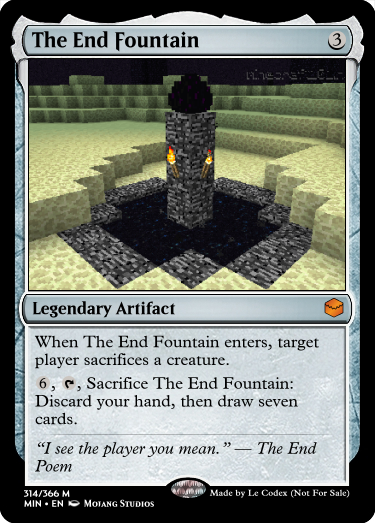 The End Fountain 3
Legendary Artifact
When The End Fountain enters, target
player sacrifices a creature.
6, , Sacrifice The End Fountain:
Discard your hand, then draw seven
cards.
"I see the player you mean." — The End
Poem
314/366 M
MIN • EN Mojang Studios
Made by Le Codex (Not For Sale)